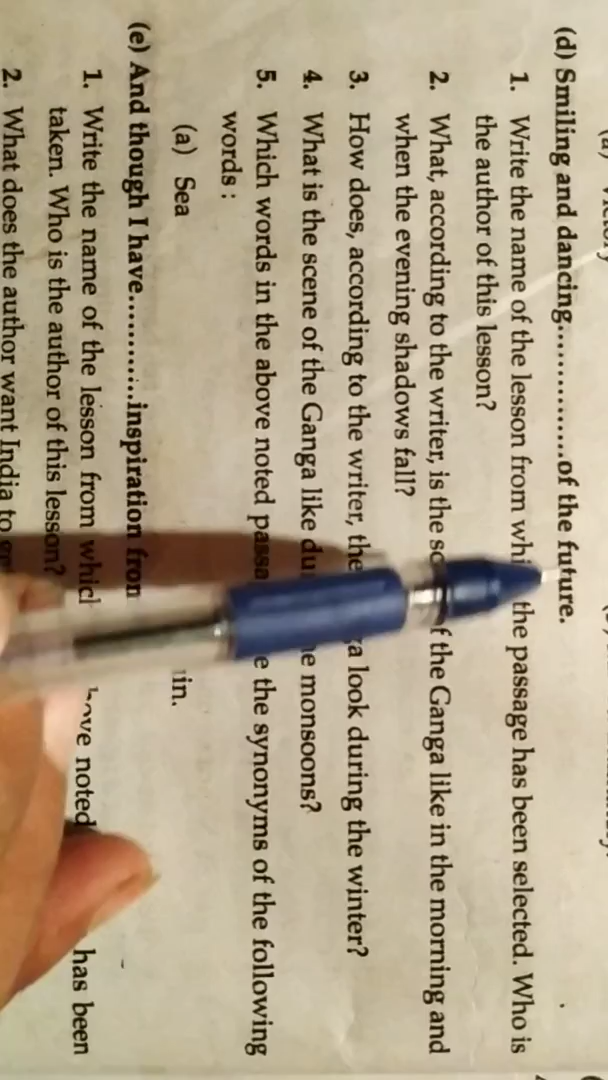 (d) Smiling and dancing...............of the future.
1. Write the name of the lesson from whi the passage has been selected. Who is
the author of this lesson?
2. What, according to the writer, is the sc f the Ganga like in the morning and
when the evening shadows fall?
3. How does, according to the writer, the ga look during the winter?
4. What is the scene of the Ganga like du he monsoons?
5. Which words in the above noted passa e the synonyms of the following
words :
(a) Sea in.
(e) And though I have............inspiration from
1. Write the name of the lesson from which above noted has been
taken. Who is the author of this lesson?
2. What does the author want India to